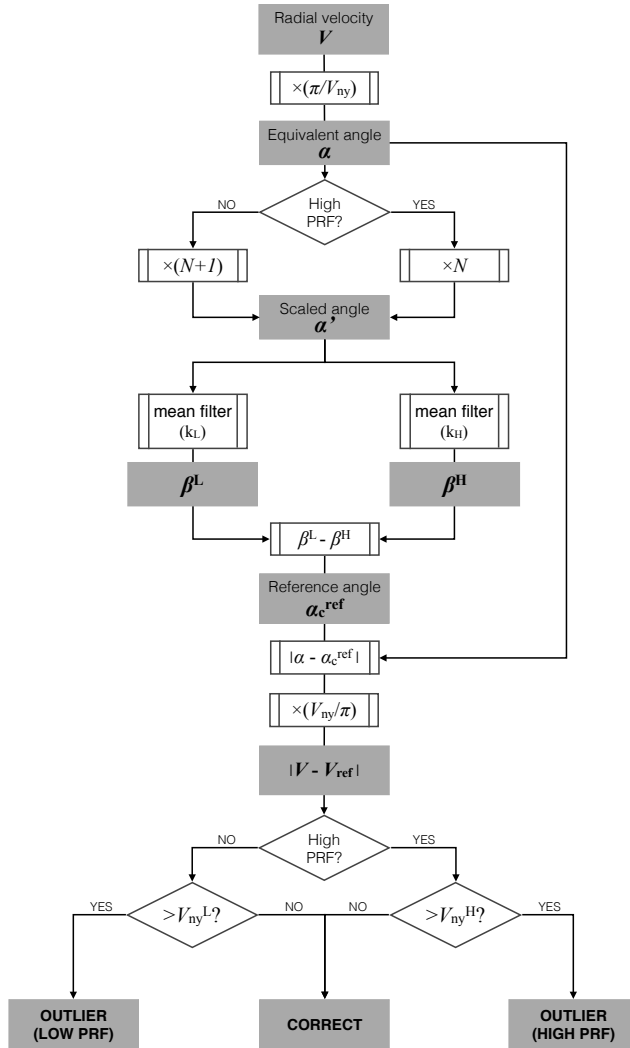 Radial velocity
V
×(π/Vny)
Equivalent angle
α
High
PRF?
NO
YES
×(N+1)
×N
Scaled angle
α’
mean filter
(kL)
mean filter
(kH)
βL
βH
βL - βH
Reference angle
αcref
|α - αcref|
×(Vny/π)
|V - Vref|
High
PRF?
NO
YES
>VnyL?
>VnyH?
YES
NO
NO
YES
OUTLIER
(LOW PRF)
CORRECT
OUTLIER
(HIGH PRF)